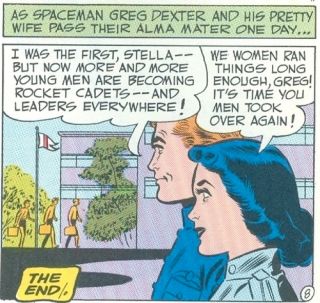 AS SPACEMAN GREG DEXTER AND HIS PRETTY
WIFE PASS THEIR ALMA MATER ONE DAY...
I WAS THE FIRST, STELLA--
BUT NOW MORE AND MORE
YOUNG MEN ARE BECOMING
ROCKET CADETS--AND
LEADERS EVERYWHERE!
WE WOMEN RAN
THINGS LONG
ENOUGH, GREG!
IT'S TIME YOU
MEN TOOK
OVER AGAIN!
THE
END!
8